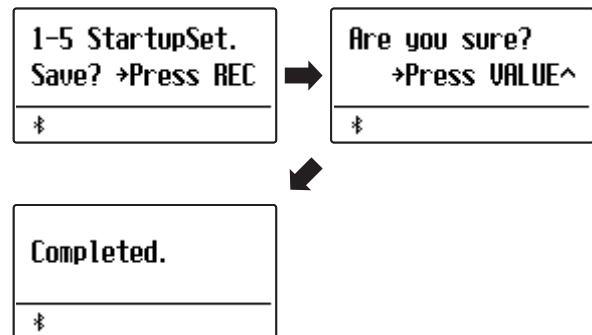 1-5 StartupSet.
Save? →Press REC
Are you sure?
→Press VALUE^
Completed.